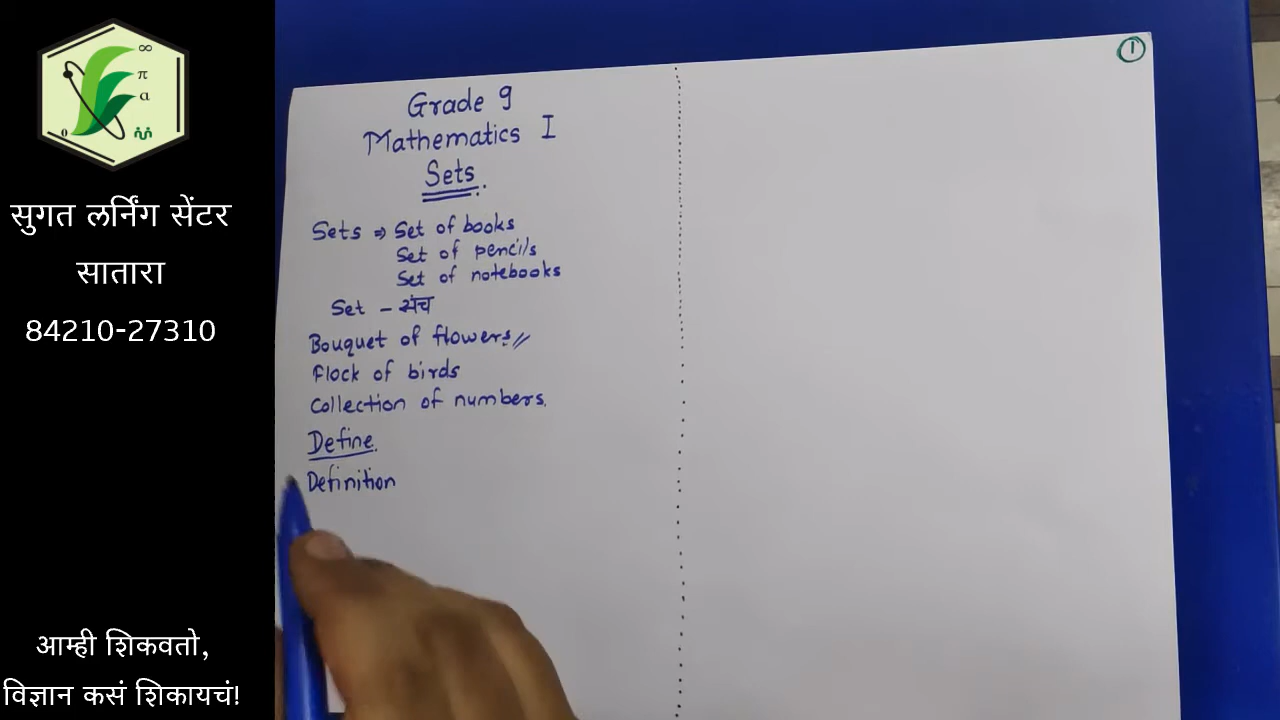 ∞
π
a
0
सुगत लर्निंग सेंटर
सातारा
84210-27310
आम्ही शिकवतो,
विज्ञान कसं शिकायचं!
1
Grade 9
Mathematics I
Sets
Sets ⇒ Set of books
Set of pencils
Set of notebooks
Set - संच
Bouquet of flowers
Flock of birds
Collection of numbers.
Define.
Definition